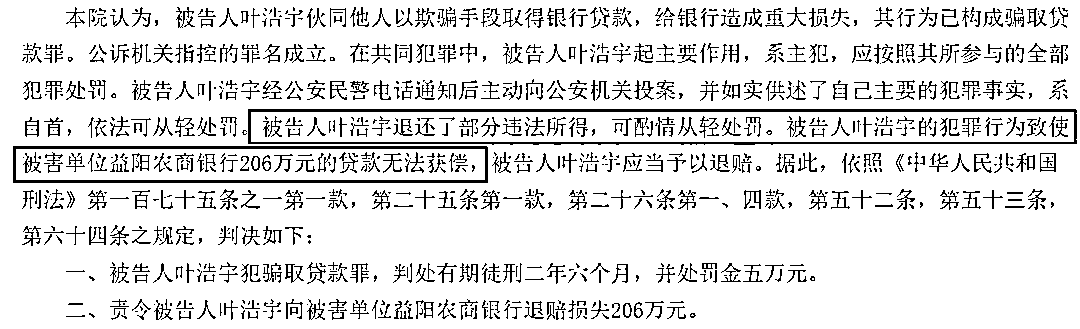 本院认为，被告人叶浩宇伙同他人以欺骗手段取得银行贷款，给银行造成重大损失，其行为已构成骗取贷
款罪。公诉机关指控的罪名成立。在共同犯罪中，被告人叶浩宇起主要作用，系主犯，应按照其所参与的全部
犯罪处罚。被告人叶浩宇经公安民警电话通知后主动向公安机关投案，并如实供述了自己主要的犯罪事实，系
自首，依法可从轻处罚。被告人叶浩宇退还了部分违法所得，可酌情从轻处罚。被告人叶浩宇的犯罪行为致使
被害单位益阳农商银行206万元的贷款无法获偿，被告人叶浩宇应当予以退赔。据此，依照《中华人民共和国
刑法》第一百七十五条之一第一款，第二十五条第一款，第二十六条第一、四款，第五十二条，第五十三条，
第六十四条之规定，判决如下：
一、被告人叶浩宇犯骗取贷款罪，判处有期徒刑二年六个月，并处罚金五万元。
二、责令被告人叶浩宇向被害单位益阳农商银行退赔损失206万元。